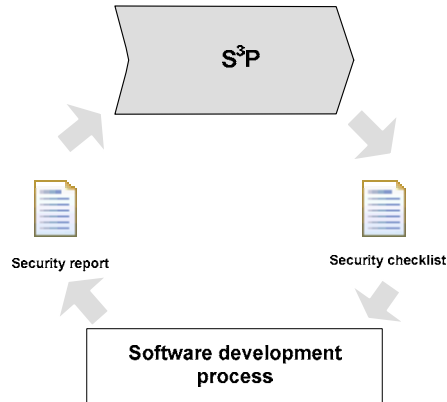 S³P
Security report
Security checklist
Software development
process